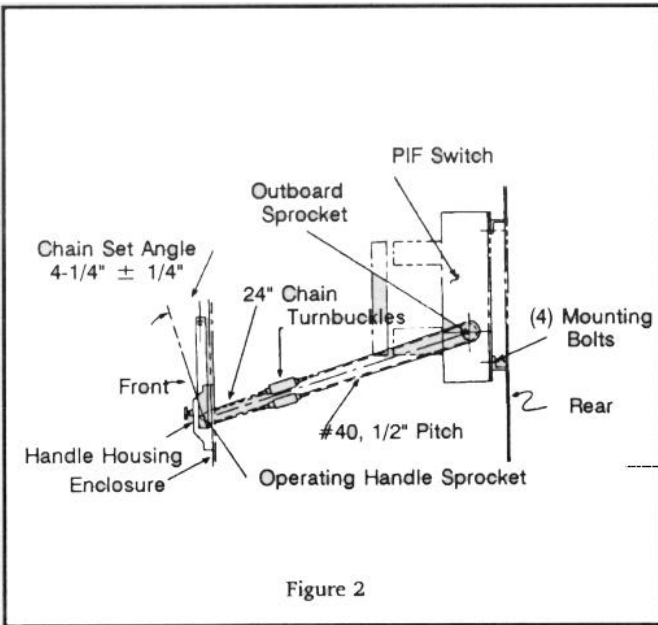 PIF Switch
Outboard
Sprocket
Chain Set Angle
4-1/4" ± 1/4"
24" Chain
Turnbuckles
(4) Mounting
Bolts
Front
Rear
#40, 1/2" Pitch
Handle Housing
Enclosure
Operating Handle Sprocket
Figure 2